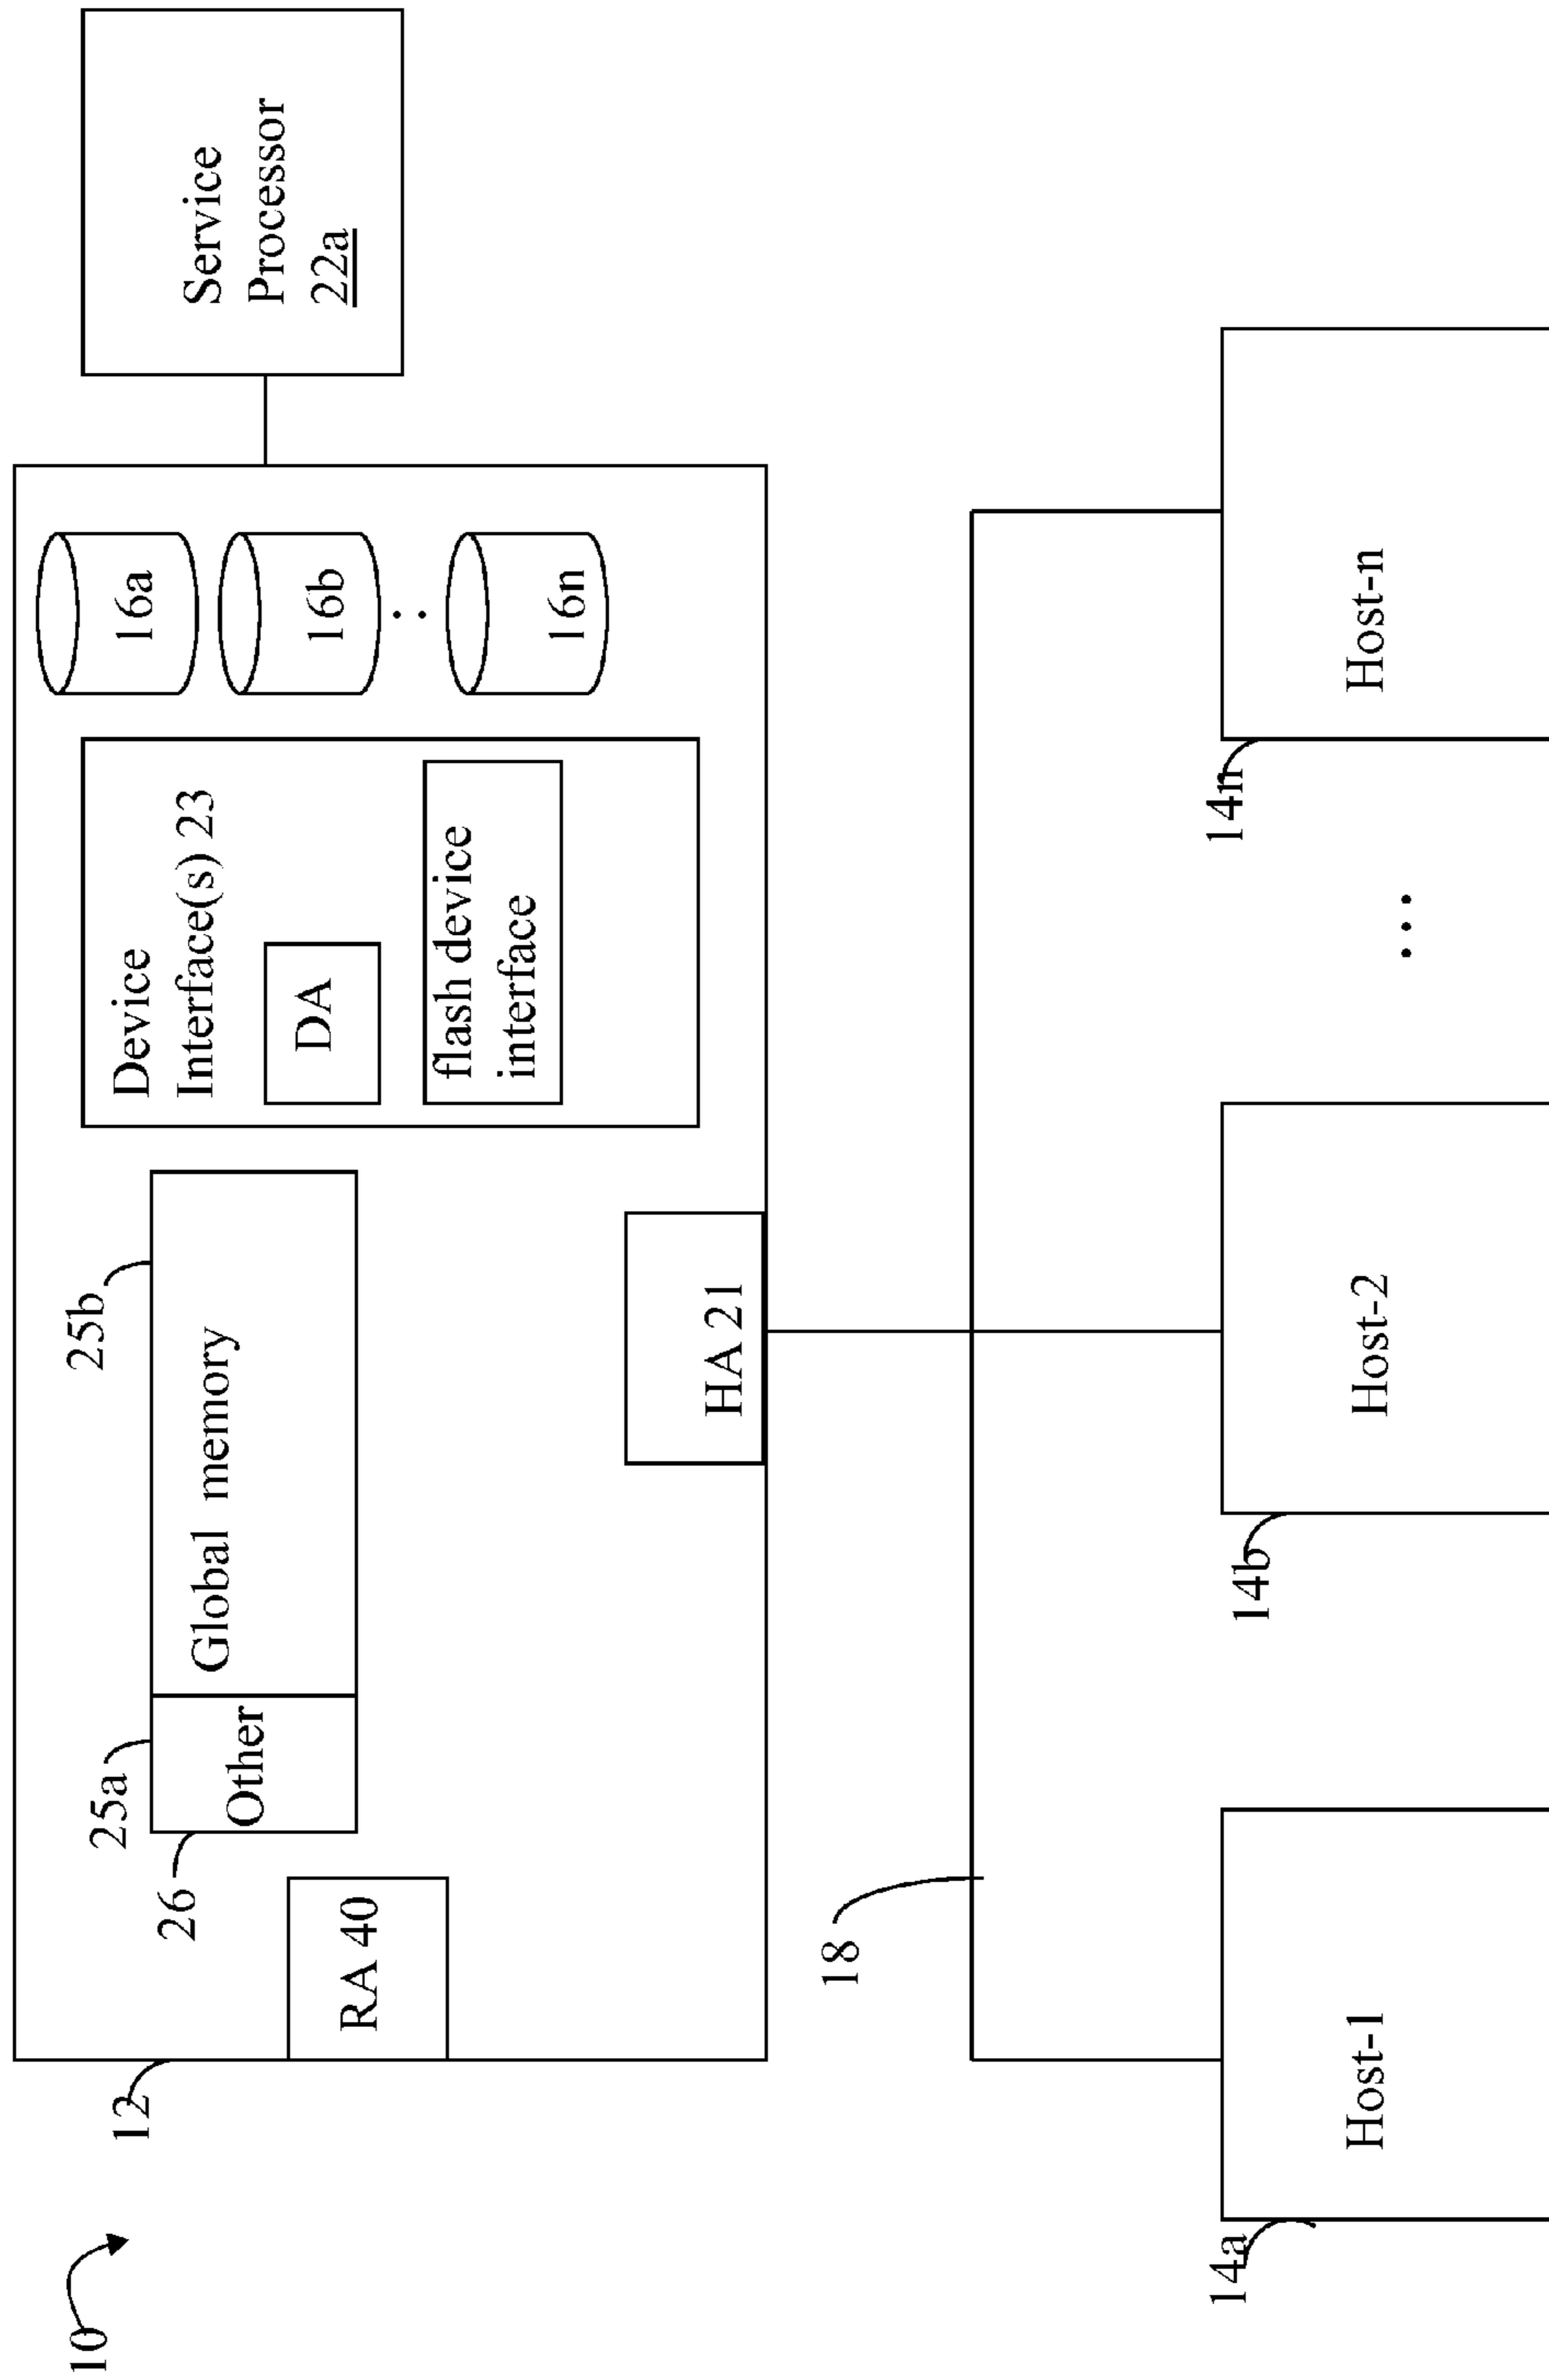 10
12
RA 40
26
25a
Other
25b
Global memory
HA 21
Device
Interface(s) 23
DA
flash device
interface
16a
16b
16n
Service
Processor
22a
18
14a
Host-1
14b
Host-2
...
14n
Host-n